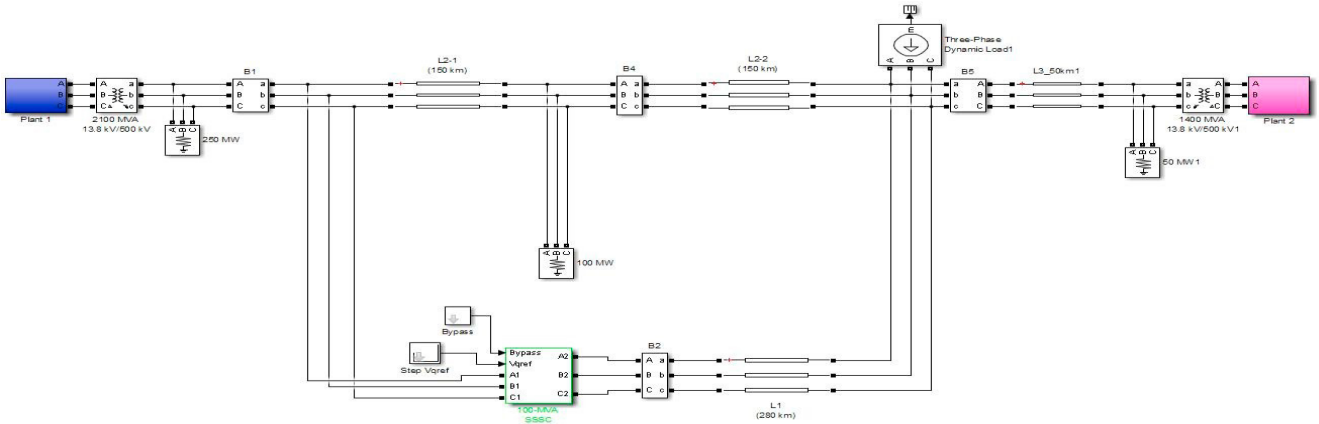 E
Three-Phase
Dynamic Load1
A B C
L2-1
(150 km)
L2-2
(150 km)
B1
B4
B5
L3_50km1
A A a A a A a A a a A A
B B b B b B b B b b B B
C C c C c C c C c c C C
Plant 1
2100 MVA
13.8 kV/500 kV
1400 MVA
13.8 kV/500 kV1
Plant 2
A B C
250 MW
A B C
50 MW1
A B C
100 MW
Bypass
Step Vqref
Bypass
Vqref
A1
B1
C1
A2
B2
C2
100-MVA
SSSC
B2
A a
B b
C c
L1
(280 km)